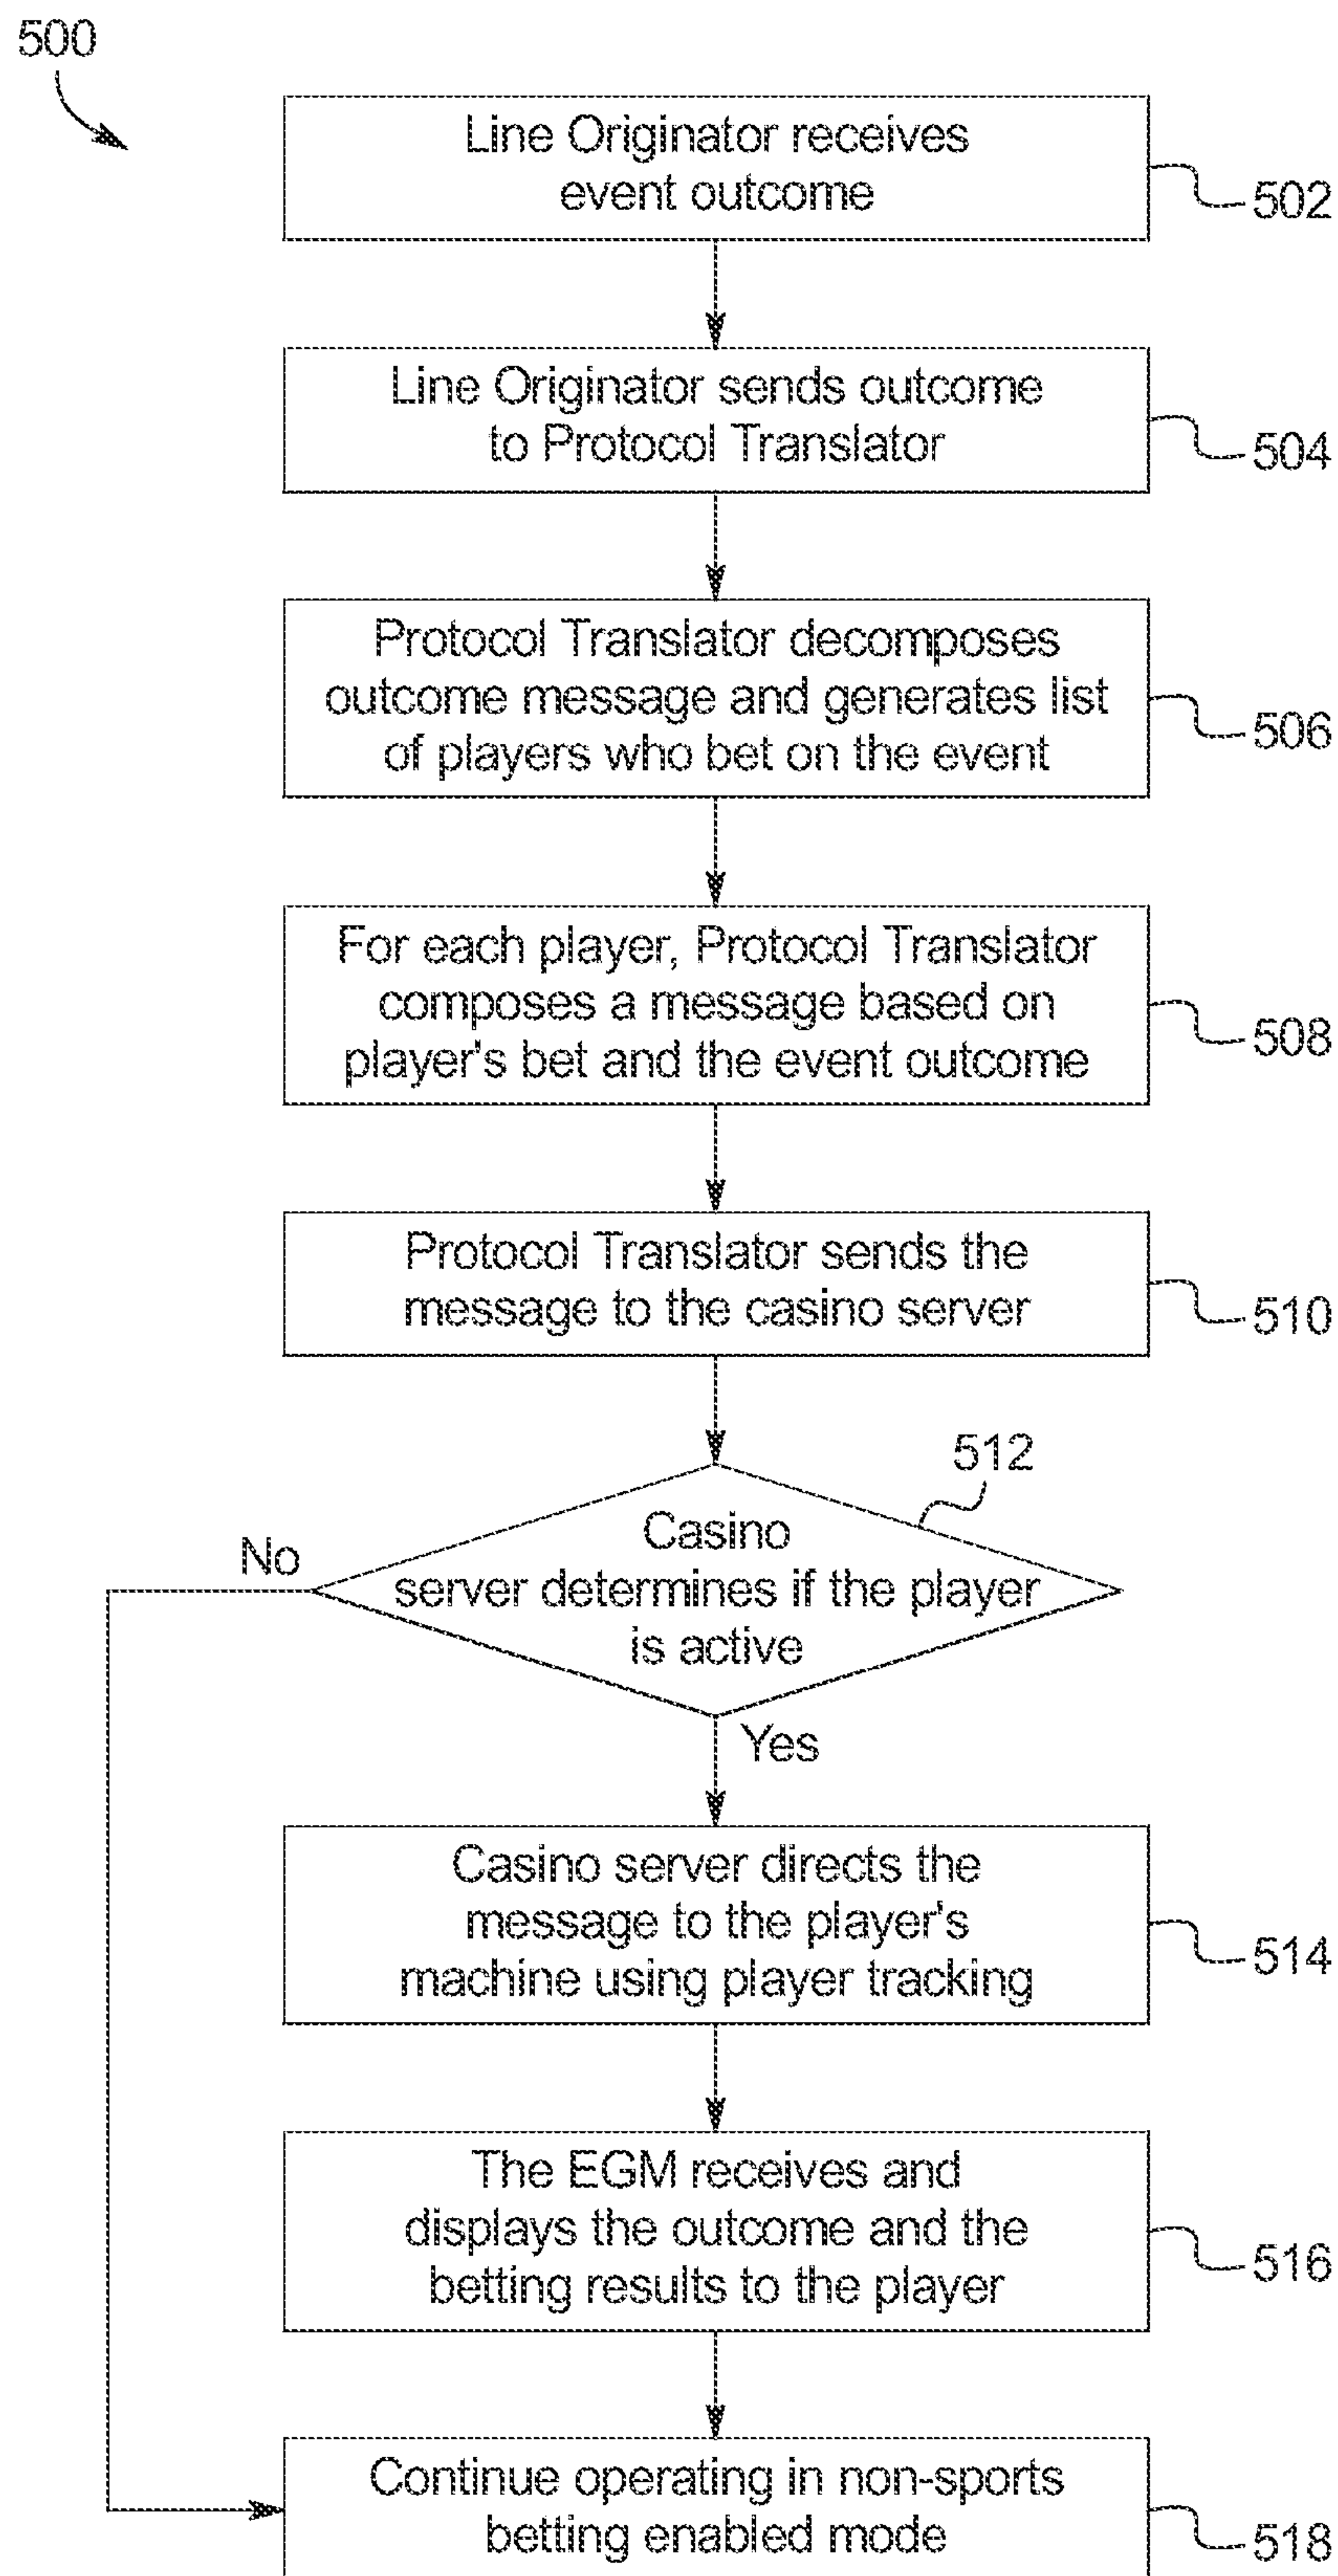 500
Line Originator receives
event outcome
502
Line Originator sends outcome
to Protocol Translator
504
Protocol Translator decomposes
outcome message and generates list
of players who bet on the event
506
For each player, Protocol Translator
composes a message based on
player's bet and the event outcome
508
Protocol Translator sends the
message to the casino server
510
512
Casino
server determines if the player
is active
No
Yes
Casino server directs the
message to the player's
machine using player tracking
514
The EGM receives and
displays the outcome and the
betting results to the player
516
Continue operating in non-sports
betting enabled mode
518